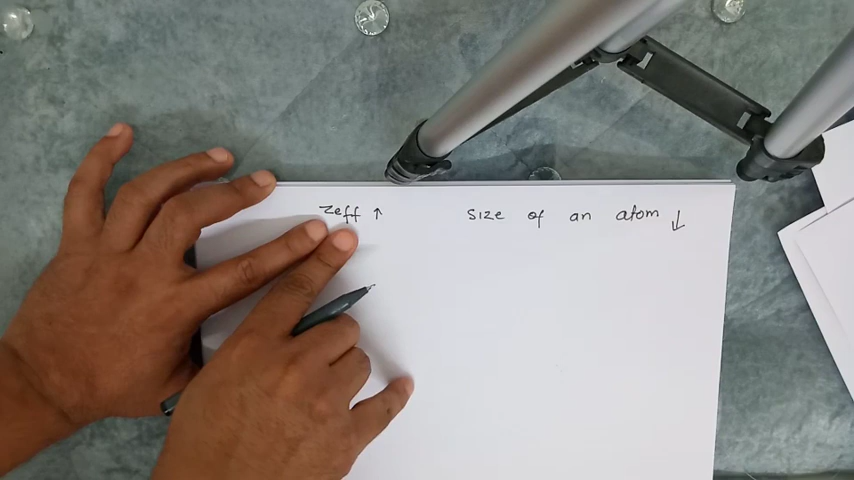 Zeff ↑ size of an atom ↓